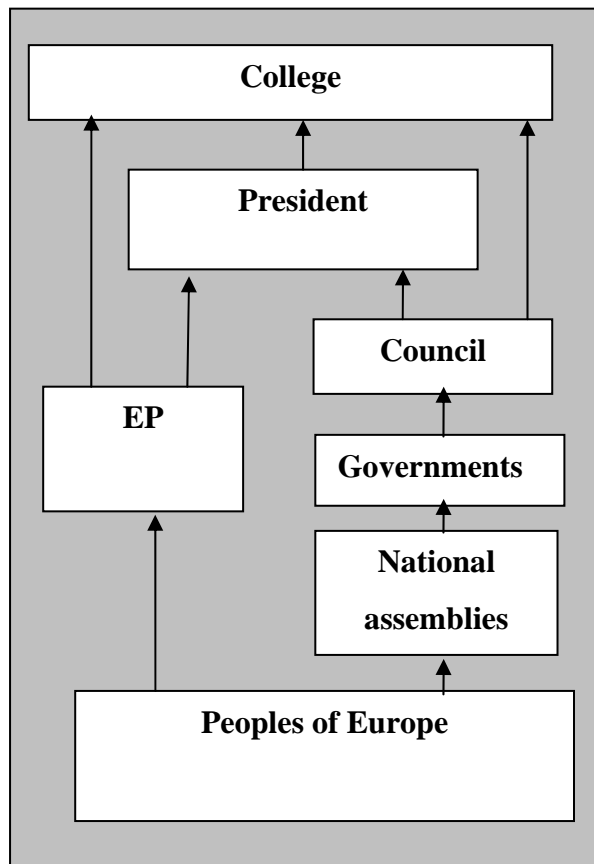 College
President
Council
EP
Governments
National
assemblies
Peoples of Europe